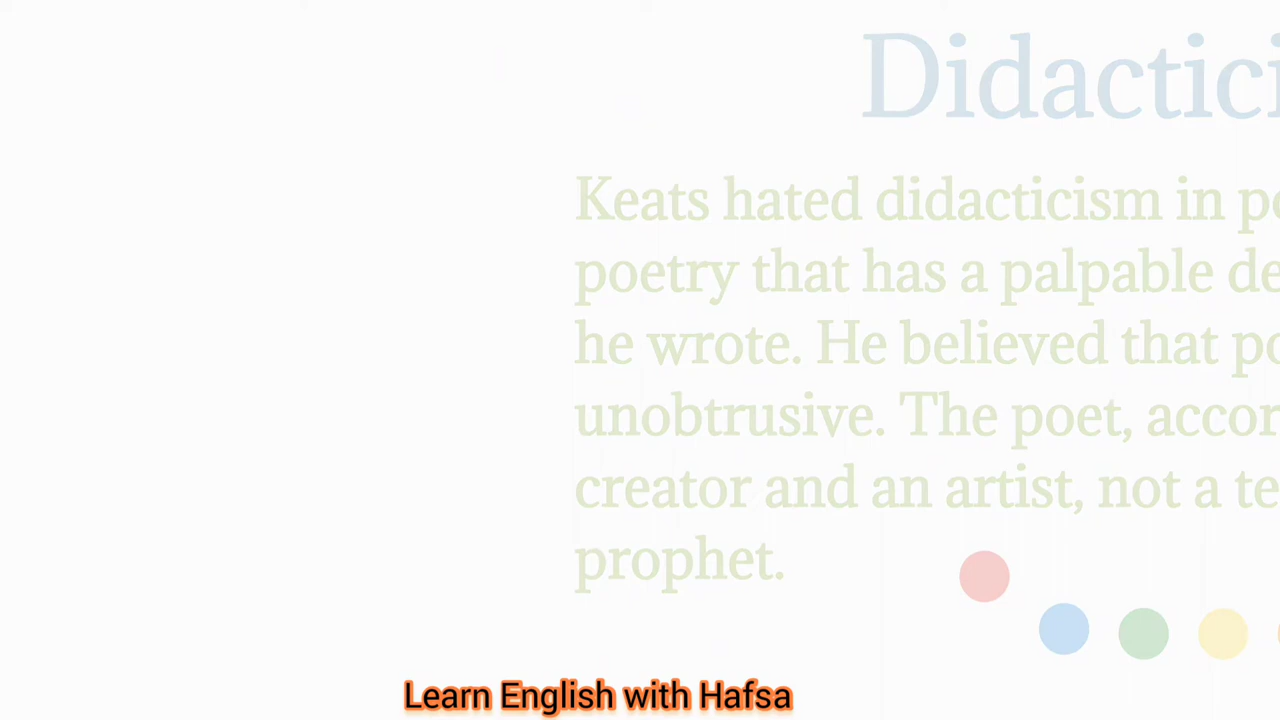 Didactici
Keats hated didacticism in po
poetry that has a palpable de
he wrote. He believed that po
unobtrusive. The poet, accor
creator and an artist, not a te
prophet.
Learn English with Hafsa